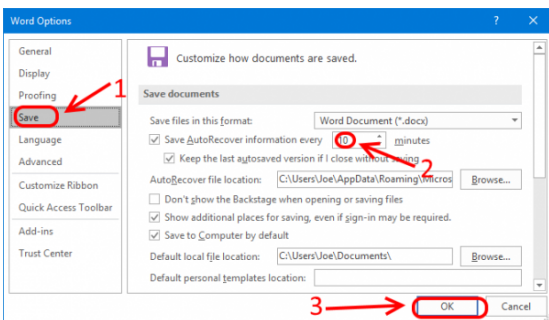 Word Options ? ×
General
Display
Proofing
Save
Language
Advanced
Customize Ribbon
Quick Access Toolbar
Add-ins
Trust Center
1
Customize how documents are saved.
Save documents
Save files in this format: Word Document (*.docx)
Save AutoRecover information every 10 minutes
Keep the last autosaved version if I close without saving
2
AutoRecover file location: C:\Users\Joe\AppData\Roaming\Micros Browse...
Don't show the Backstage when opening or saving files
Show additional places for saving, even if sign-in may be required.
Save to Computer by default
Default local file location: C:\Users\Joe\Documents\ Browse...
Default personal templates location:
3
OK Cancel